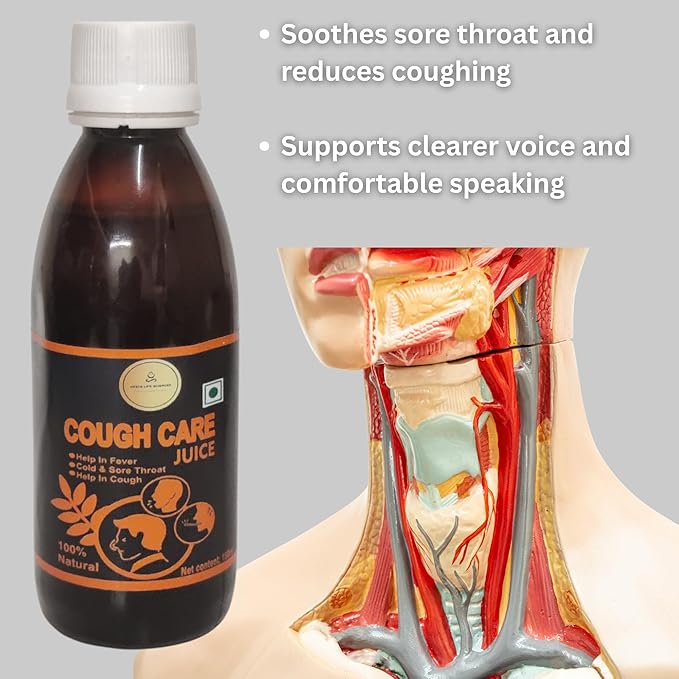 • Soothes sore throat and
reduces coughing
• Supports clearer voice and
comfortable speaking
COUGH CARE
JUICE
•Help In Fever
•Cold & Sore Throat
•Help In Cough
100%
Natural
Net content: